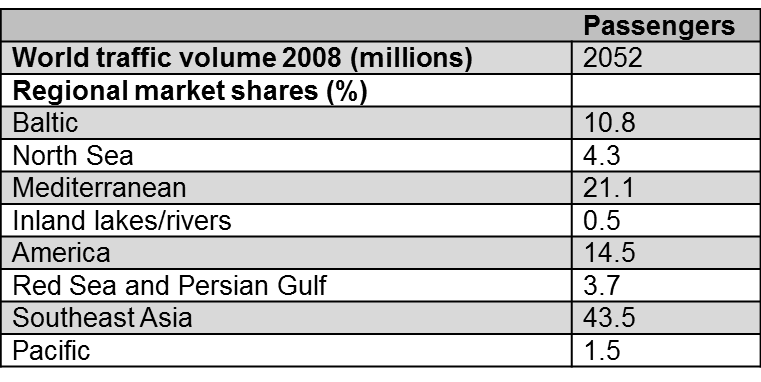 Passengers
World traffic volume 2008 (millions) 2052
Regional market shares (%)
Baltic 10.8
North Sea 4.3
Mediterranean 21.1
Inland lakes/rivers 0.5
America 14.5
Red Sea and Persian Gulf 3.7
Southeast Asia 43.5
Pacific 1.5